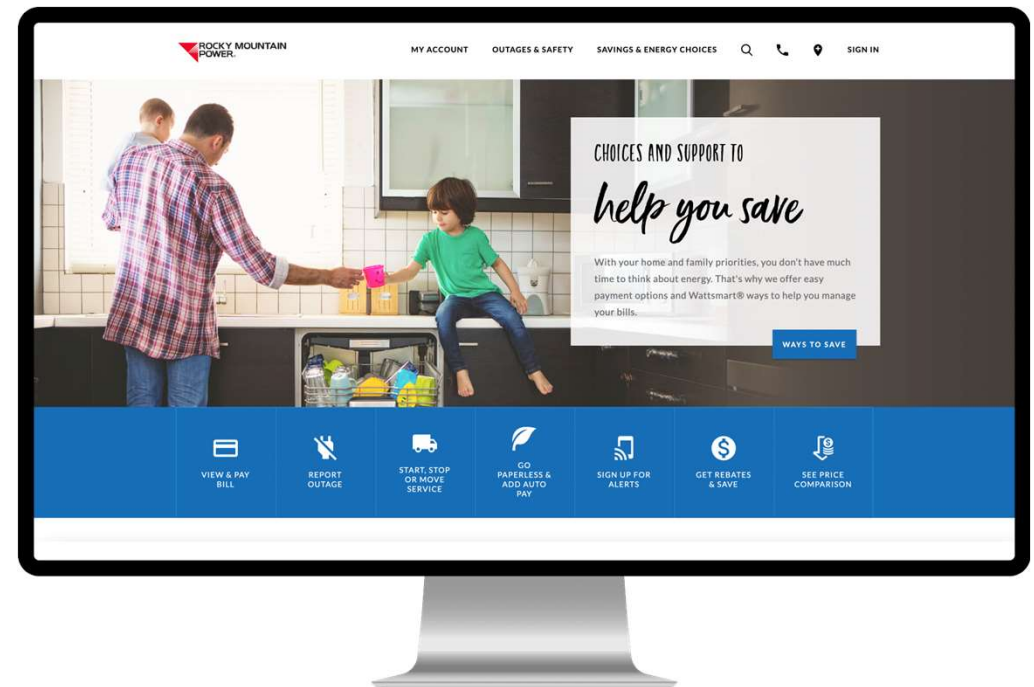 ROCKY MOUNTAIN
POWER.
MY ACCOUNT OUTAGES & SAFETY SAVINGS & ENERGY CHOICES SIGN IN
CHOICES AND SUPPORT TO
help you save
With your home and family priorities, you don't have much
time to think about energy. That's why we offer easy
payment options and Wattsmart® ways to help you manage
your bills.
WAYS TO SAVE
VIEW & PAY
BILL
REPORT
OUTAGE
START, STOP
OR MOVE
SERVICE
GO
PAPERLESS &
ADD AUTO
PAY
SIGN UP FOR
ALERTS
GET REBATES
& SAVE
SEE PRICE
COMPARISON